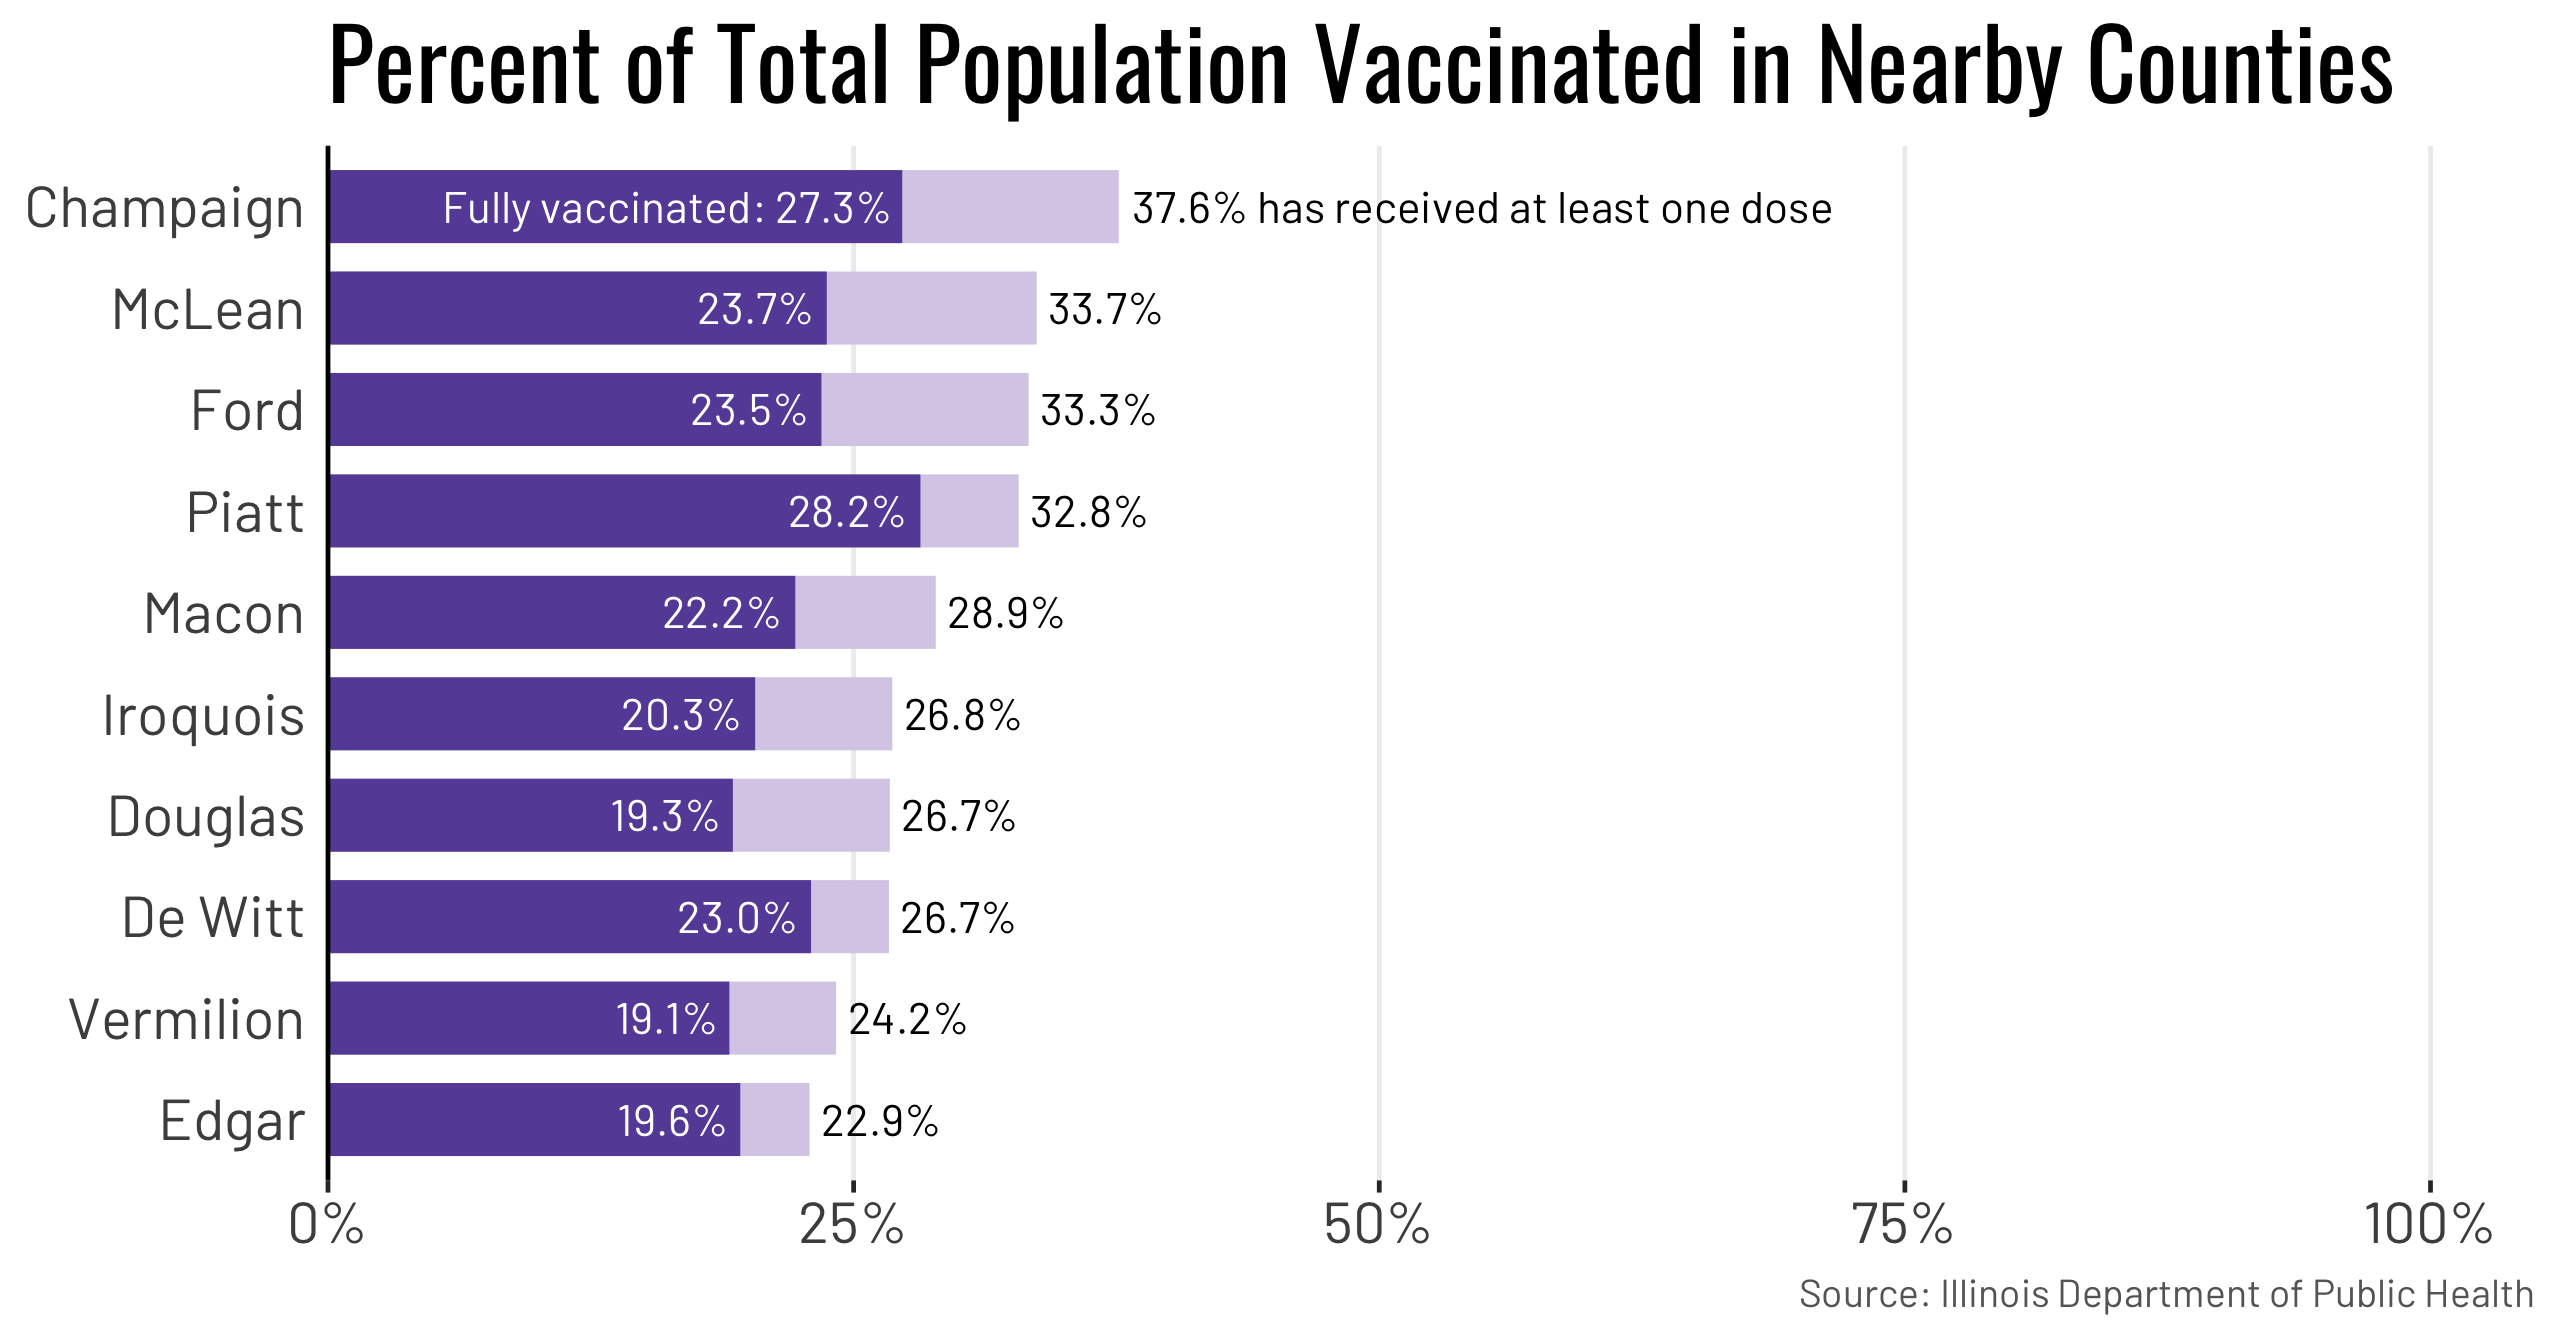 Percent of Total Population Vaccinated in Nearby Counties
Champaign Fully vaccinated: 27.3% 37.6% has received at least one dose
McLean 23.7% 33.7%
Ford 23.5% 33.3%
Piatt 28.2% 32.8%
Macon 22.2% 28.9%
Iroquois 20.3% 26.8%
Douglas 19.3% 26.7%
De Witt 23.0% 26.7%
Vermilion 19.1% 24.2%
Edgar 19.6% 22.9%
0% 25% 50% 75% 100%
Source: Illinois Department of Public Health